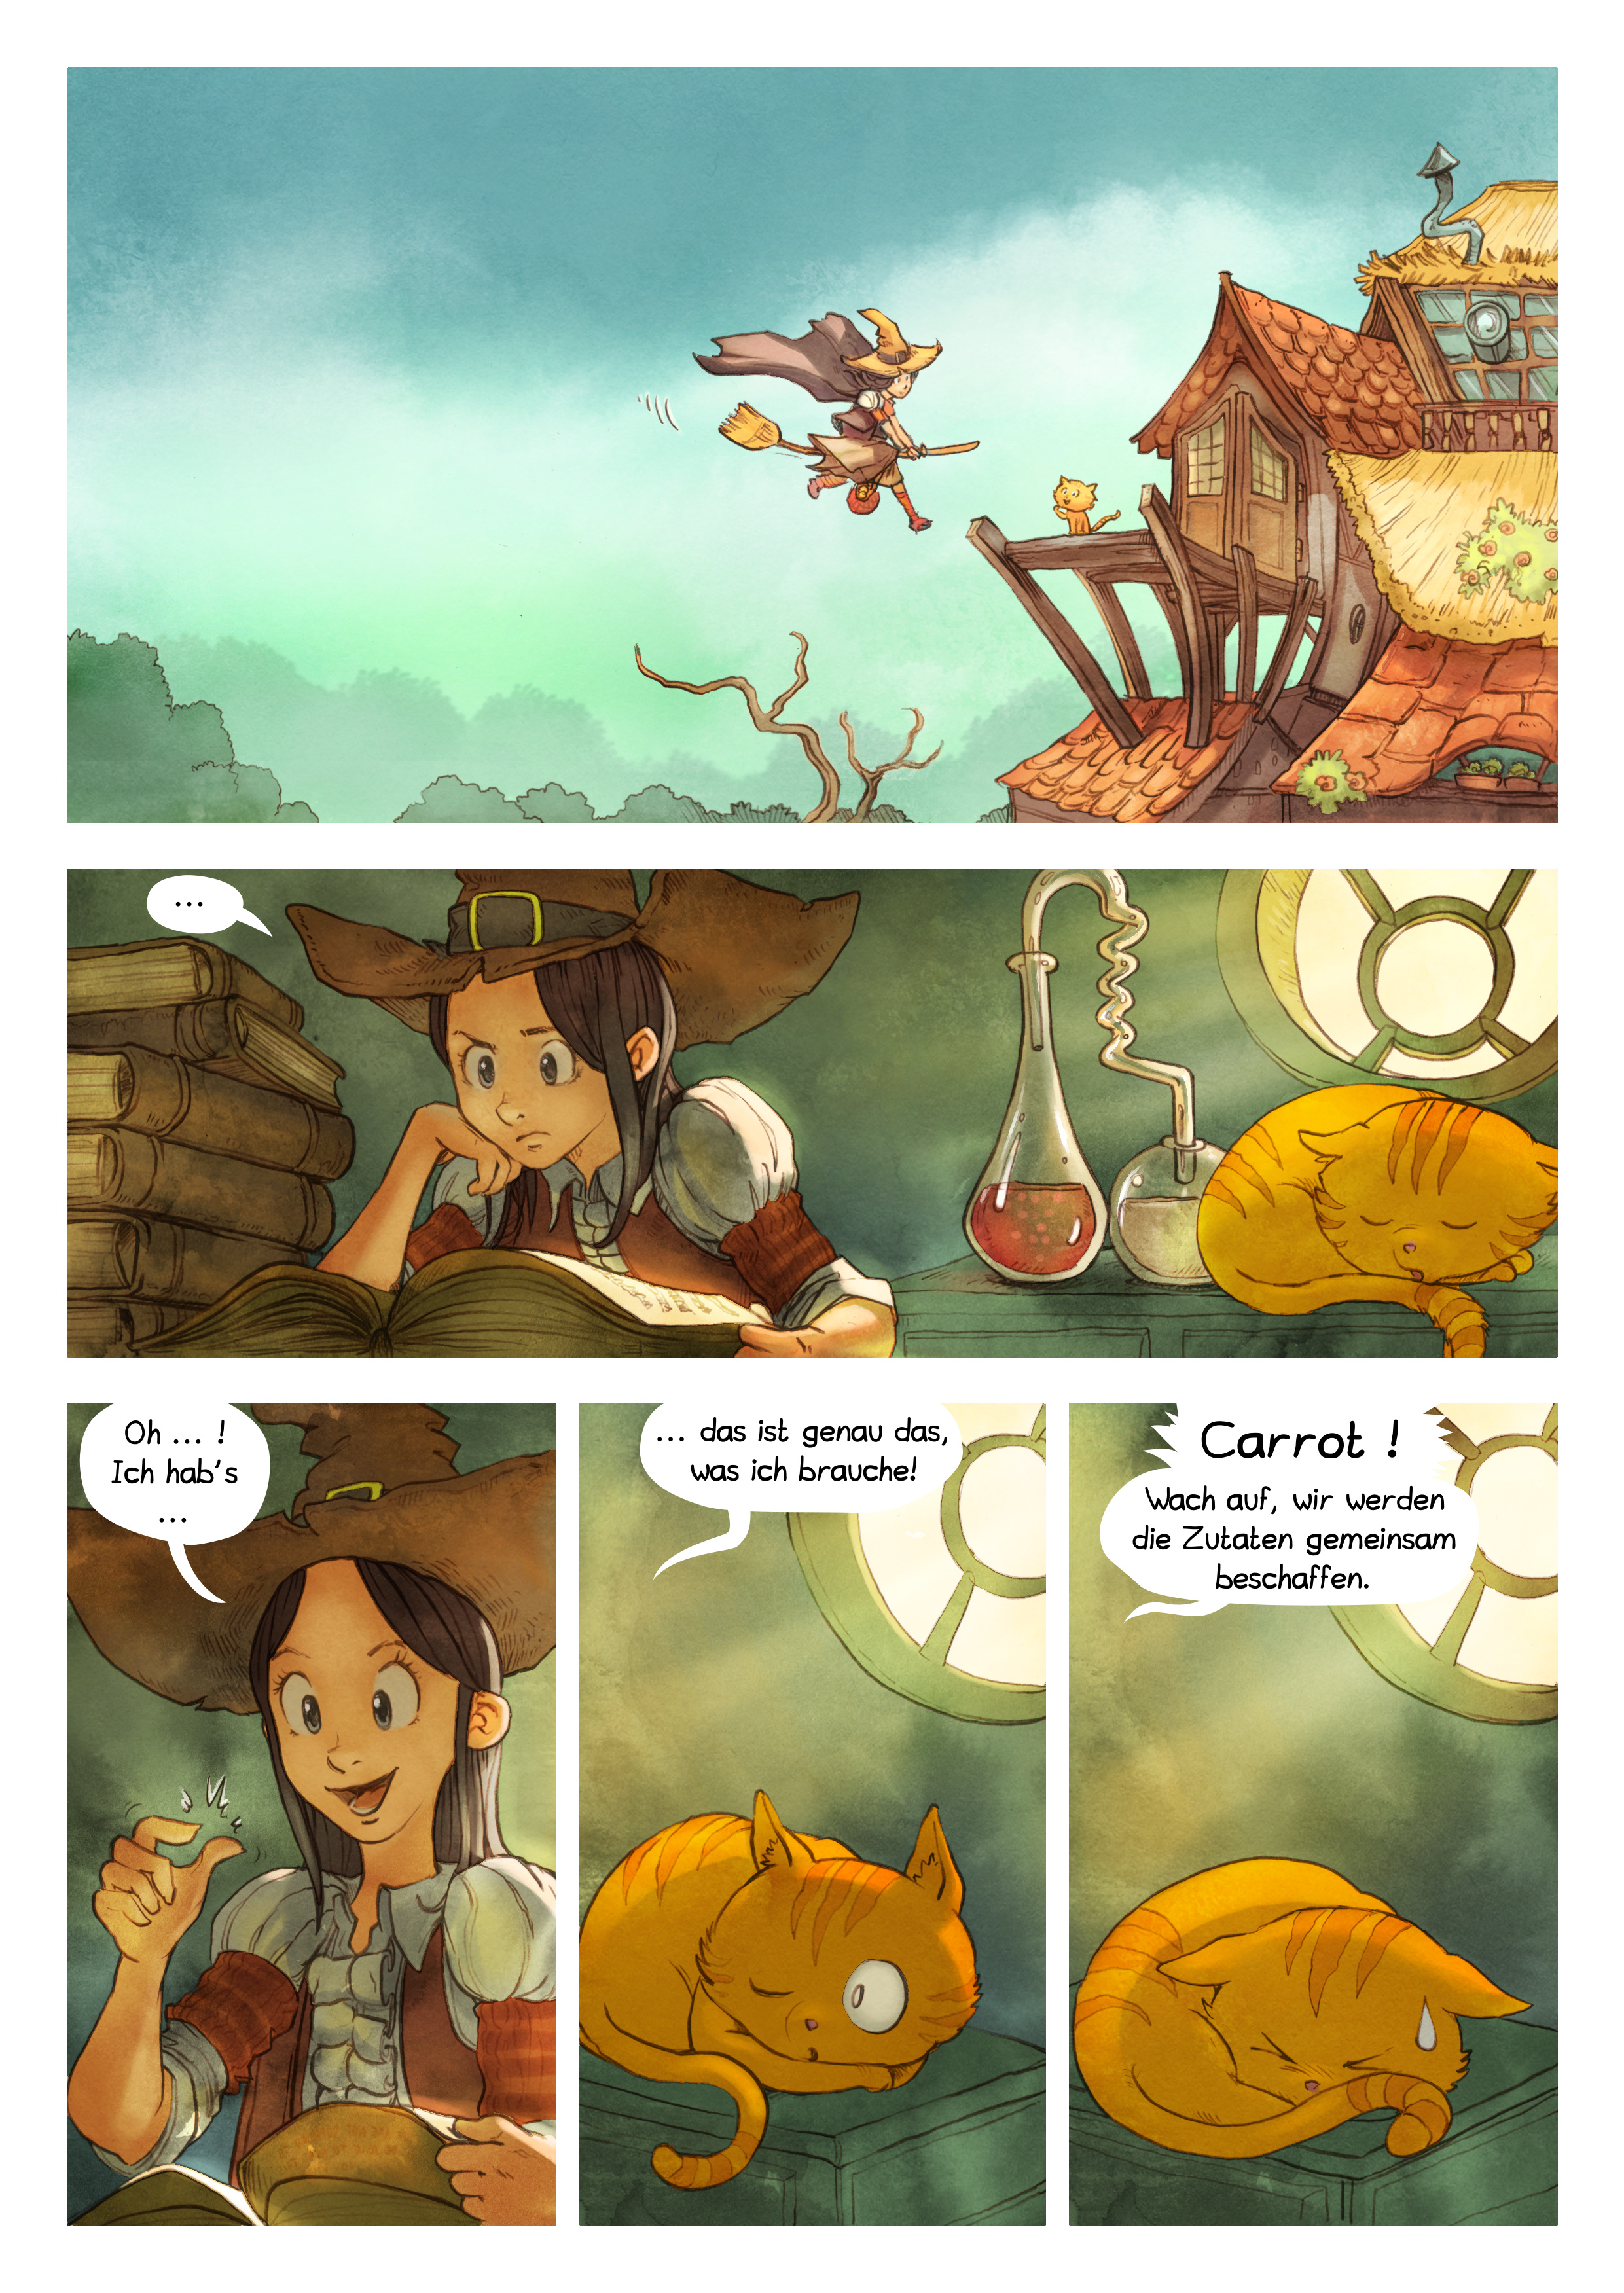 ...
Oh ... !
Ich hab's
...
... das ist genau das,
was ich brauche!
Carrot !
Wach auf, wir werden
die Zutaten gemeinsam
beschaffen.